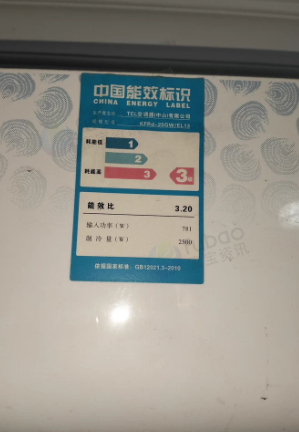 中国能效标识
CHINA ENERGY LABEL
TCL空调器(中山)有限公司
耗能低
1
2
耗能高 3 3级
能效比 3.20
输入功率(W) 781
制冷量(W) 2500
依据国家标准：GB12021.3-2010